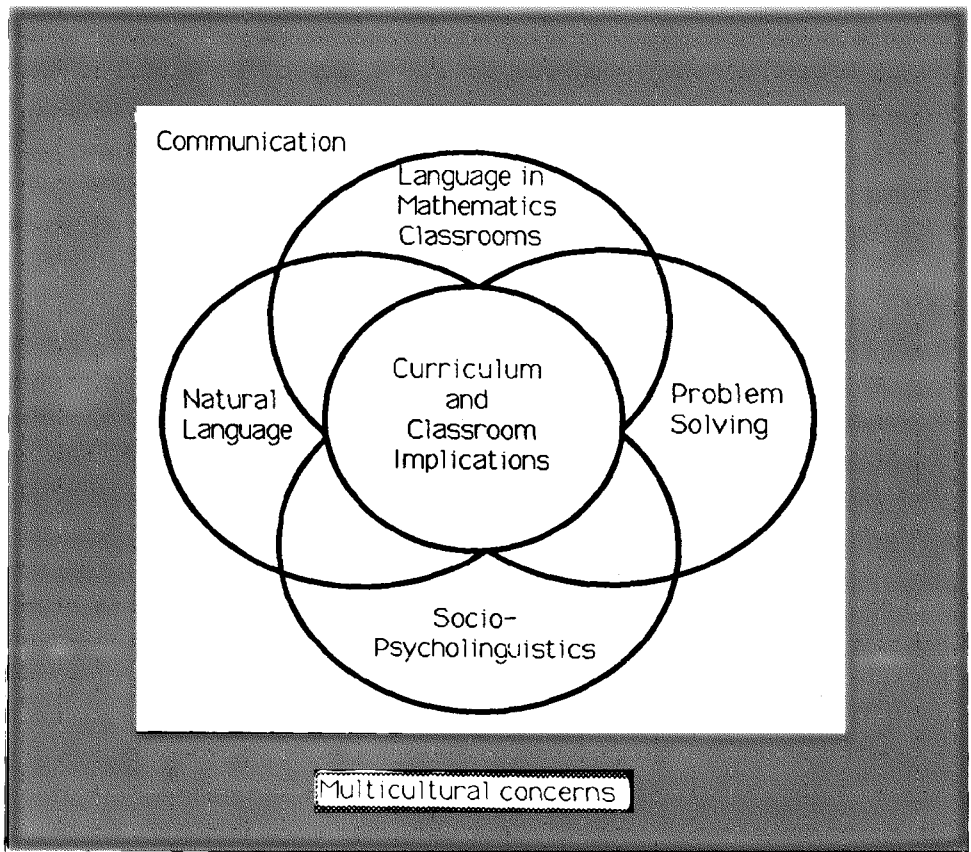 Communication
Language in
Mathematics
Classrooms
Natural
Language
Curriculum
and
Classroom
Implications
Problem
Solving
Socio-
Psycholinguistics
Multicultural concerns